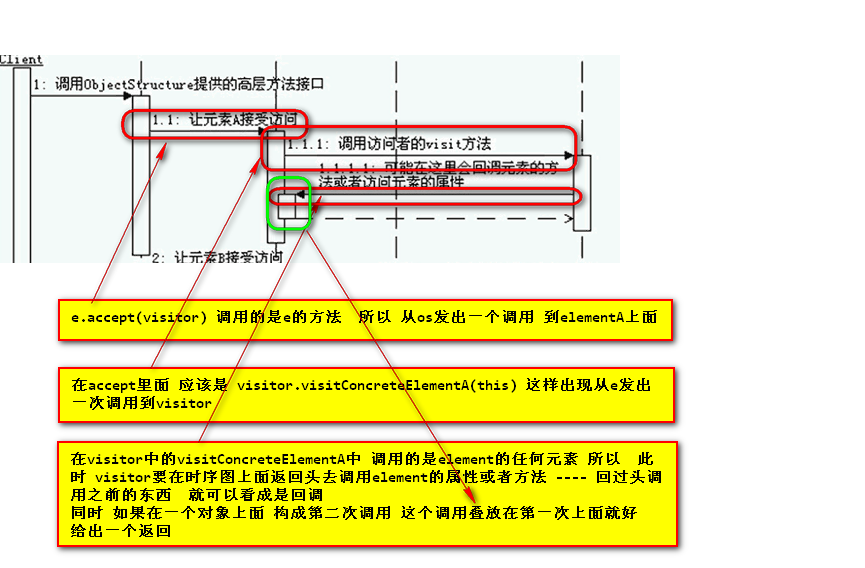 Client
1: 调用ObjectStructure提供的高层方法接口
1.1: 让元素A接受访问
1.1.1: 调用访问者的visit方法
1.1.1.1: 可能在这里会回调元素的方
法或者访问元素的属性
2: 让元素B接受访问
e.accept(visitor) 调用的是e的方法 所以 从os发出一个调用 到elementA上面
在accept里面 应该是 visitor.visitConcreteElementA(this) 这样出现从e发出
一次调用到visitor
在visitor中的visitConcreteElementA中 调用的是element的任何元素 所以 此
时 visitor要在时序图上面返回头去调用element的属性或者方法 ---- 回过头调
用之前的东西 就可以看成是回调
同时 如果在一个对象上面 构成第二次调用 这个调用叠放在第一次上面就好
给出一个返回